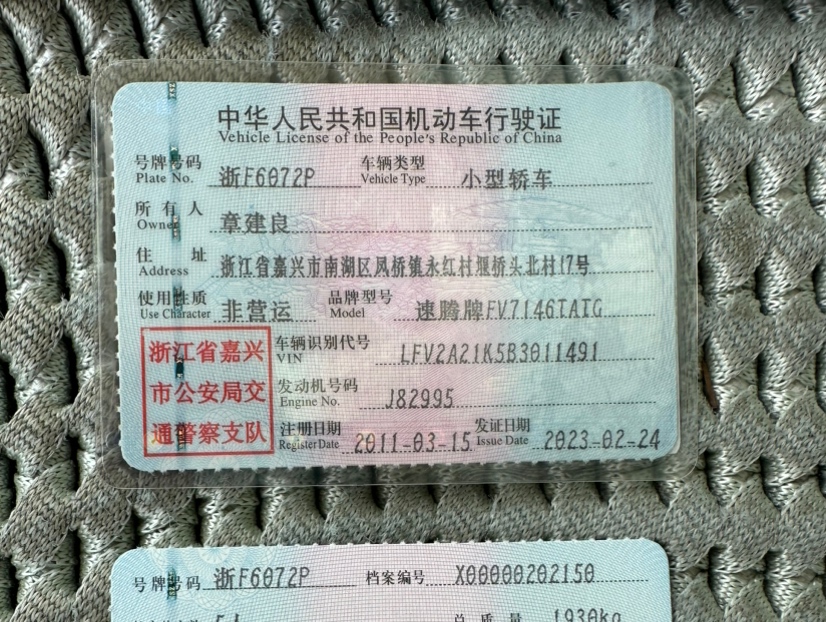 中华人民共和国机动车行驶证
Vehicle License of the People's Republic of China
号牌号码 浙F6072P 车辆类型 小型轿车
Plate No. Vehicle Type
所有人 章建良
Owner
住址 浙江省嘉兴市南湖区凤桥镇永红村堰桥头北村17号
Address
使用性质 非营运 品牌型号 速腾牌FV7146TATG
Use Character Model
浙江省嘉兴
市公安局交
通警察支队
车辆识别代号 LFV2A21K5B3011491
VIN
发动机号码 J82995
Engine No.
注册日期 2011-03-15 发证日期 2023-02-24
Register Date Issue Date
号牌号码 浙F6072P 档案编号 X00000202150
5人 总质量 1930kg